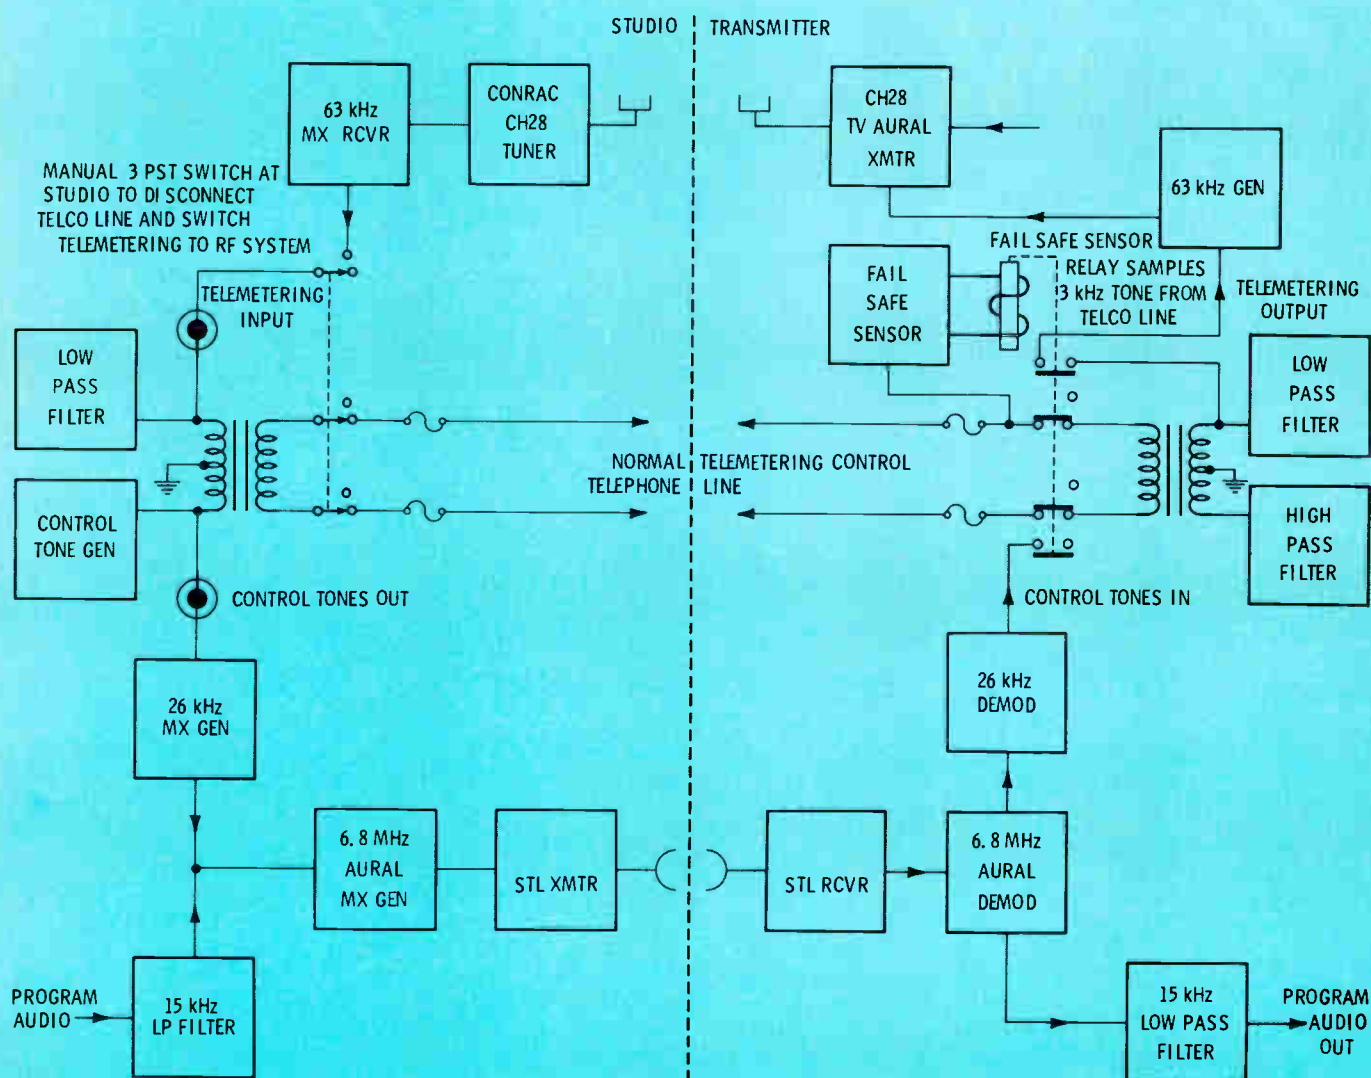 STUDIO
TRANSMITTER
63 kHz
MX RCVR
CONRAC
CH28
TUNER
CH28
TV AURAL
XMTR
63 kHz GEN
MANUAL 3 PST SWITCH AT
STUDIO TO DISCONNECT
TELCO LINE AND SWITCH
TELEMETERING TO RF SYSTEM
TELEMETERING
INPUT
FAIL
SAFE
SENSOR
FAIL SAFE SENSOR
RELAY SAMPLES
3 kHz TONE FROM
TELCO LINE
TELEMETERING
OUTPUT
LOW
PASS
FILTER
LOW
PASS
FILTER
NORMAL TELEMETERING CONTROL
TELEPHONE LINE
CONTROL
TONE GEN
HIGH
PASS
FILTER
CONTROL TONES OUT
CONTROL TONES IN
26 kHz
MX GEN
26 kHz
DEMOD
6.8 MHz
AURAL
MX GEN
STL XMTR
STL RCVR
6.8 MHz
AURAL
DEMOD
PROGRAM
AUDIO
15 kHz
LP FILTER
15 kHz
LOW PASS
FILTER
PROGRAM
AUDIO
OUT